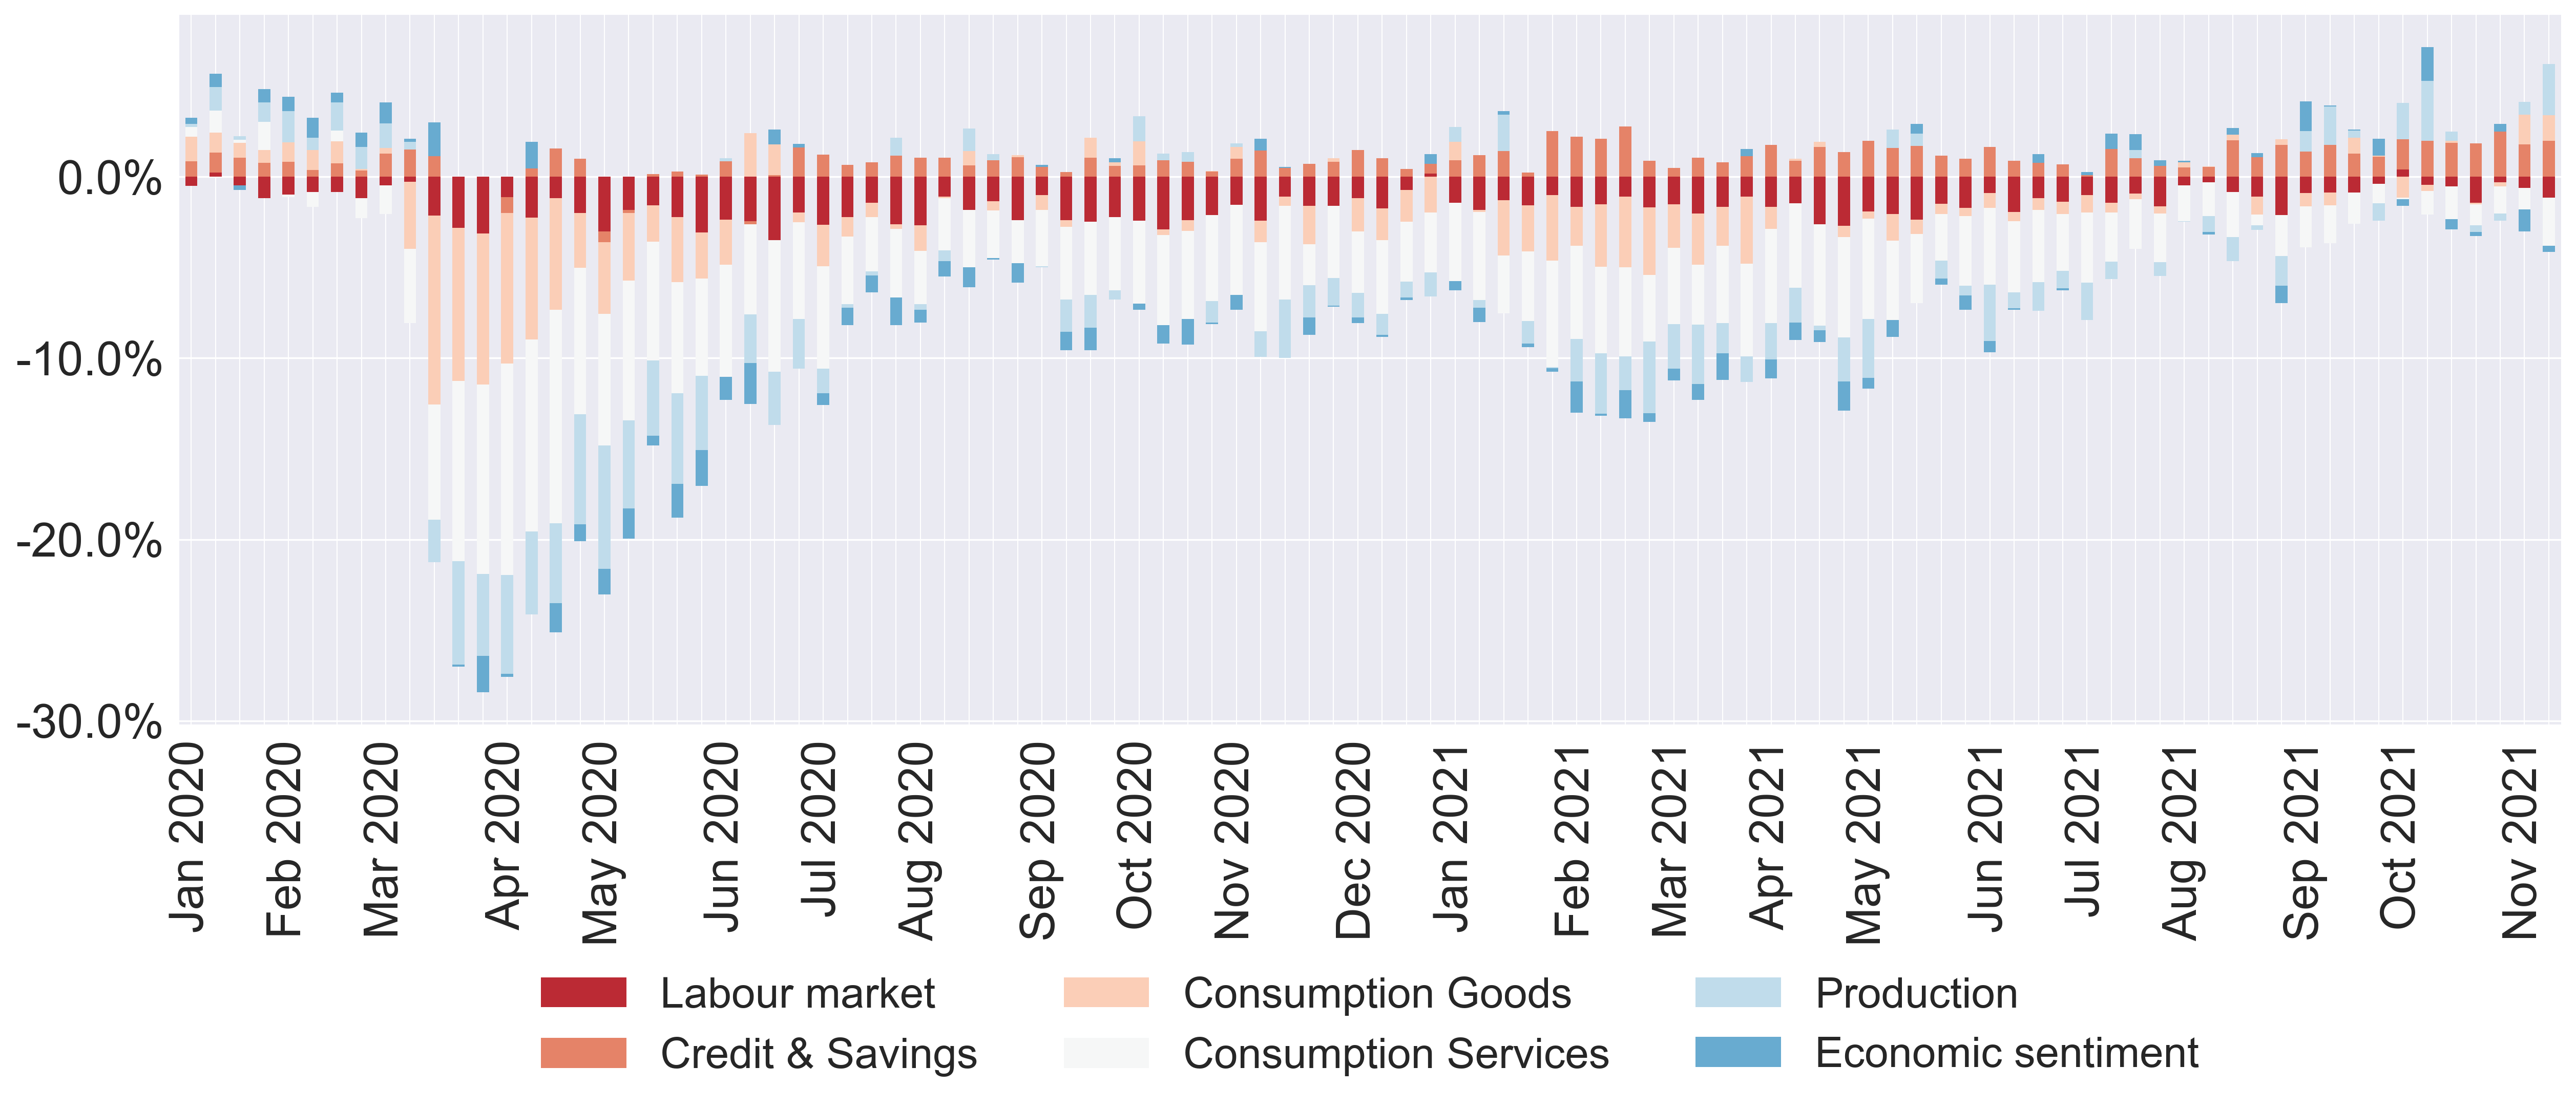 0.0%
-10.0%
-20.0%
-30.0%
Jan 2020
Feb 2020
Mar 2020
Apr 2020
May 2020
Jun 2020
Jul 2020
Aug 2020
Sep 2020
Oct 2020
Nov 2020
Dec 2020
Jan 2021
Feb 2021
Mar 2021
Apr 2021
May 2021
Jun 2021
Jul 2021
Aug 2021
Sep 2021
Oct 2021
Nov 2021
Labour market
Credit & Savings
Consumption Goods
Consumption Services
Production
Economic sentiment